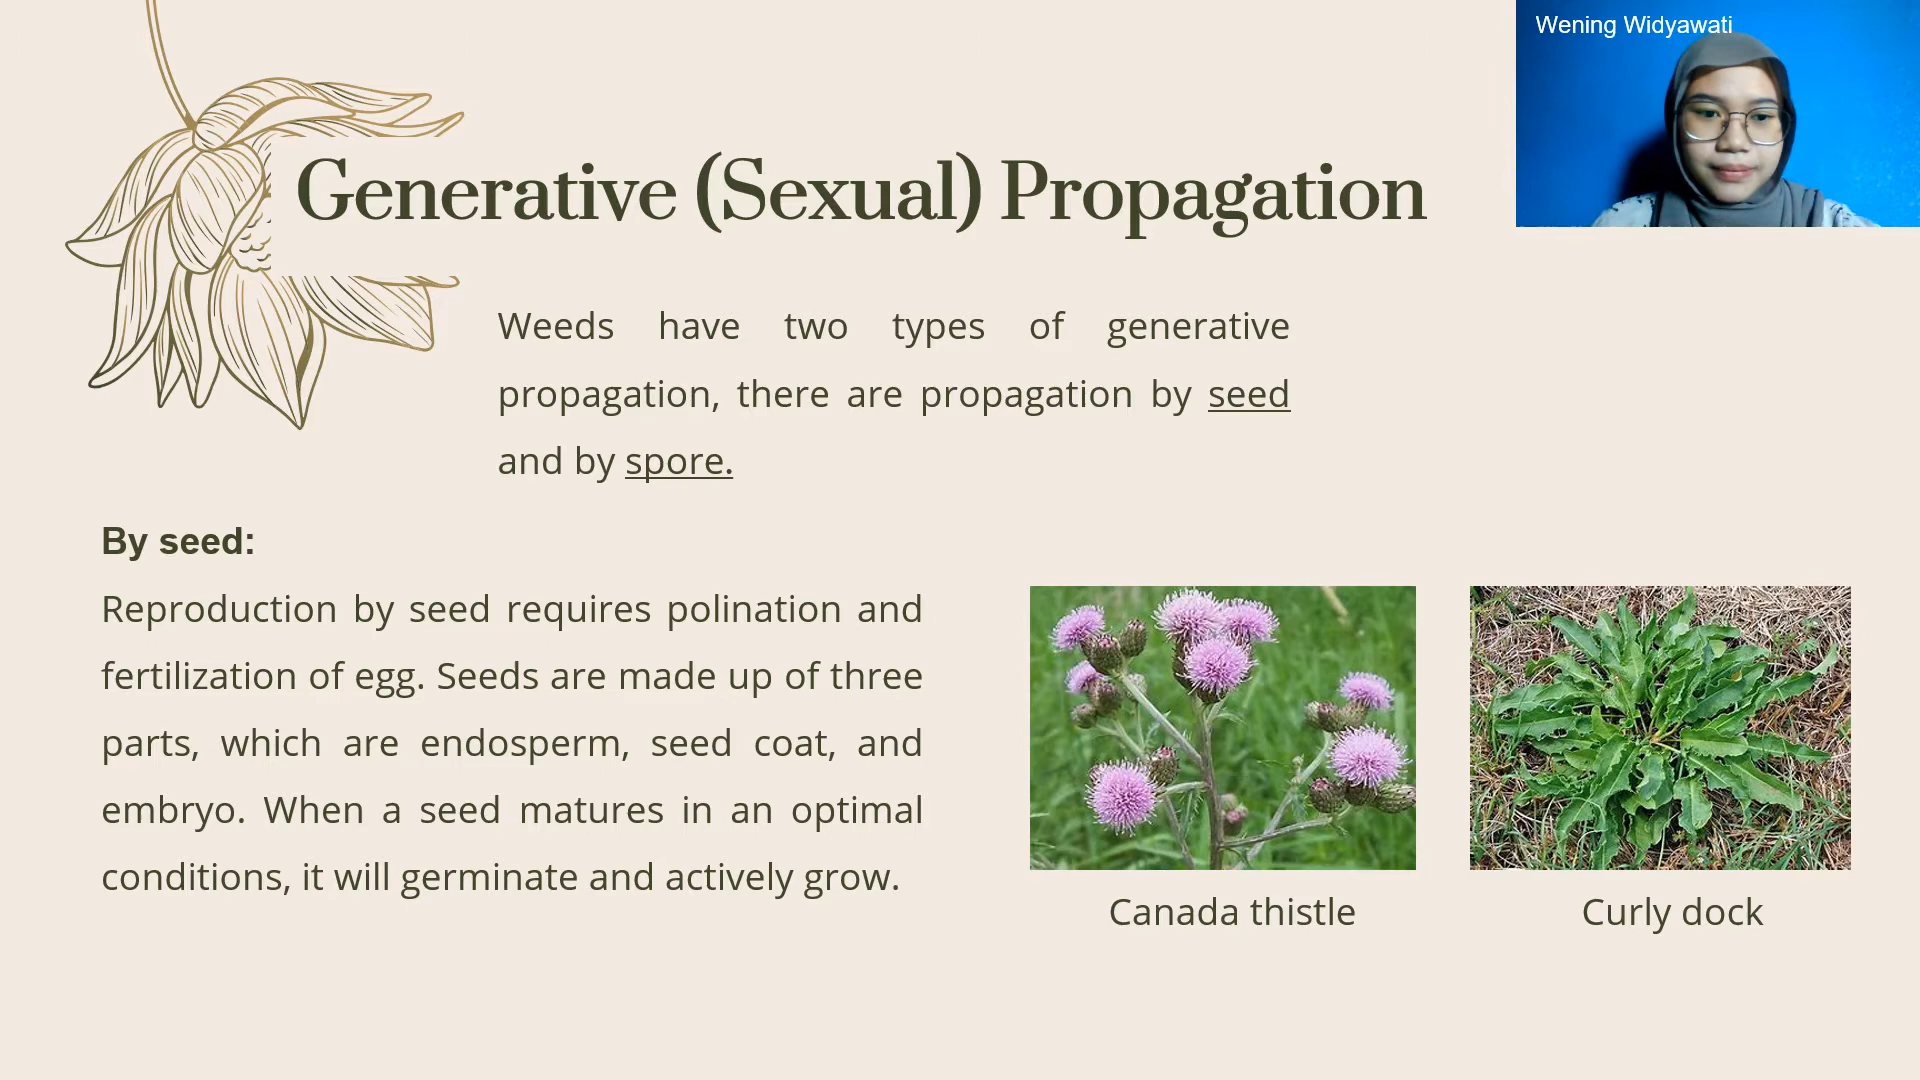 Wening Widyawati
Generative (Sexual) Propagation
Weeds have two types of generative
propagation, there are propagation by seed
and by spore.
By seed:
Reproduction by seed requires polination and
fertilization of egg. Seeds are made up of three
parts, which are endosperm, seed coat, and
embryo. When a seed matures in an optimal
conditions, it will germinate and actively grow.
Canada thistle
Curly dock